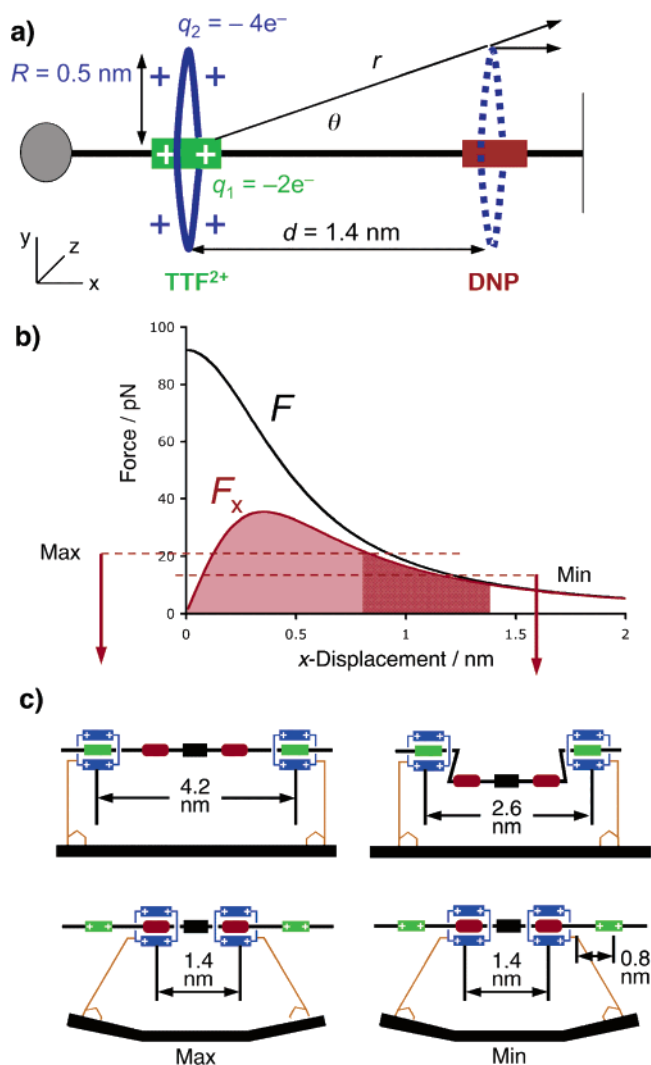 a)
q₂ = – 4e⁻
R = 0.5 nm
+ +
r
θ
+ +
q₁ = –2e⁻
+ +
d = 1.4 nm
y
z
x
TTF²⁺
DNP
b)
Force / pN
100
80
60
40
20
0
F
Fₓ
Max
Min
0
0.5
1
1.5
2
x-Displacement / nm
c)
4.2
nm
2.6
nm
1.4
nm
1.4
nm
0.8
nm
Max
Min